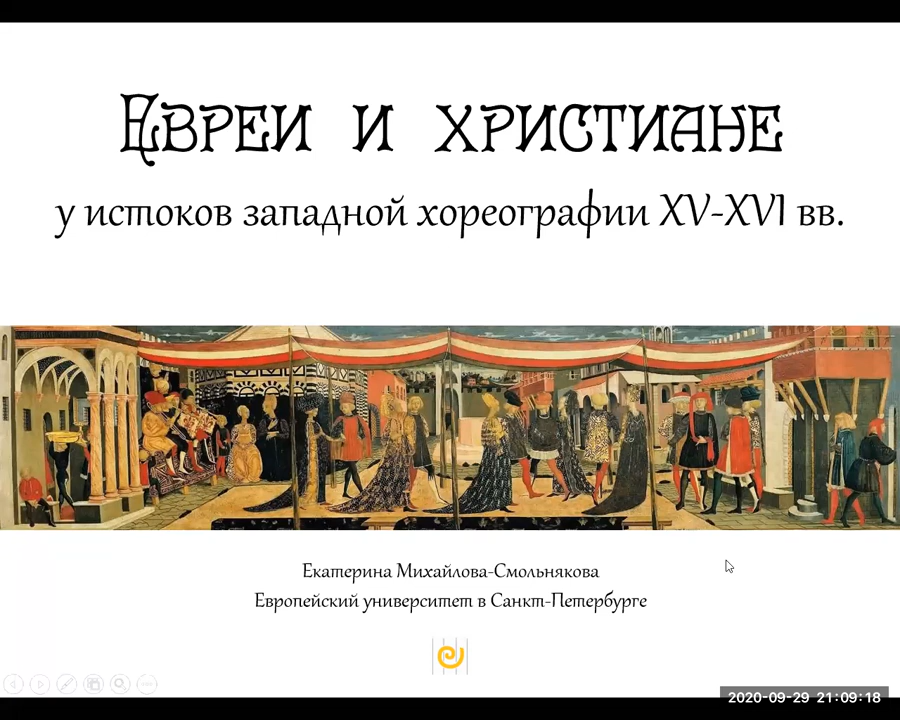 Евреи и христиане
у истоков западной хореографии XV-XVI вв.
Екатерина Михайлова-Смольнякова
Европейский университет в Санкт-Петербурге
2020-09-29 21:09:18